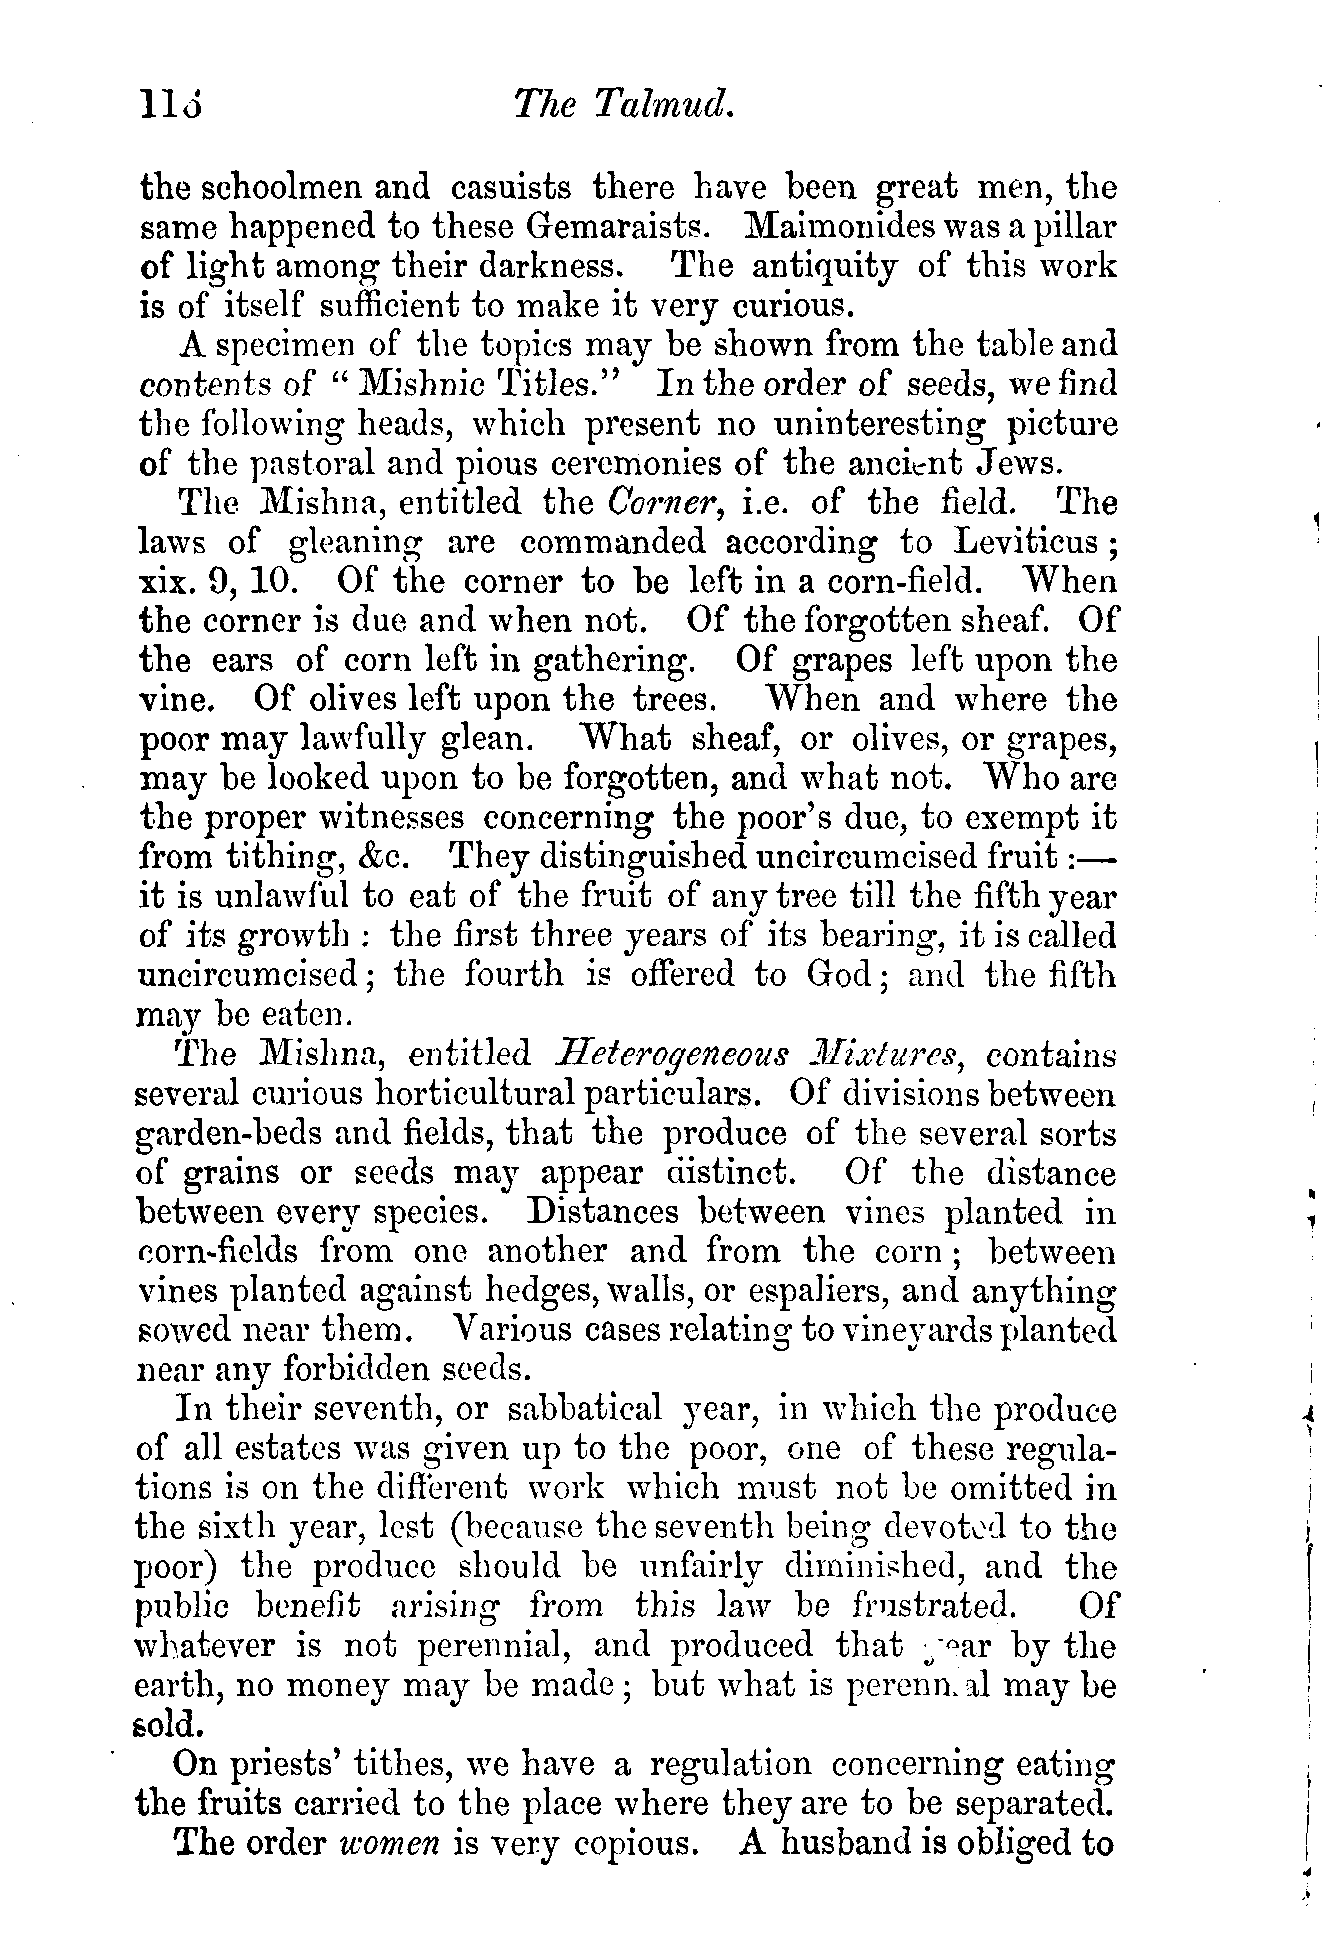 118 The Talmud.
the schoolmen and casuists there have been great men, the
same happened to these Gemaraists. Maimonides was a pillar
of light among their darkness. The antiquity of this work
is of itself sufficient to make it very curious.
A specimen of the topics may be shown from the table and
contents of “ Mishnic Titles.” In the order of seeds, we find
the following heads, which present no uninteresting picture
of the pastoral and pious ceremonies of the ancient Jews.
The Mishna, entitled the Corner, i.e. of the field. The
laws of gleaning are commanded according to Leviticus ;
xix. 9, 10. Of the corner to be left in a corn-field. When
the corner is due and when not. Of the forgotten sheaf. Of
the ears of corn left in gathering. Of grapes left upon the
vine. Of olives left upon the trees. When and where the
poor may lawfully glean. What sheaf, or olives, or grapes,
may be looked upon to be forgotten, and what not. Who are
the proper witnesses concerning the poor’s due, to exempt it
from tithing, &c. They distinguished uncircumcised fruit :—
it is unlawful to eat of the fruit of any tree till the fifth year
of its growth : the first three years of its bearing, it is called
uncircumcised ; the fourth is offered to God ; and the fifth
may be eaten.
The Mishna, entitled Heterogeneous Mixtures, contains
several curious horticultural particulars. Of divisions between
garden-beds and fields, that the produce of the several sorts
of grains or seeds may appear distinct. Of the distance
between every species. Distances between vines planted in
corn-fields from one another and from the corn ; between
vines planted against hedges, walls, or espaliers, and anything
sowed near them. Various cases relating to vineyards planted
near any forbidden seeds.
In their seventh, or sabbatical year, in which the produce
of all estates was given up to the poor, one of these regula-
tions is on the different work which must not be omitted in
the sixth year, lest (because the seventh being devoted to the
poor) the produce should be unfairly diminished, and the
public benefit arising from this law be frustrated. Of
whatever is not perennial, and produced that year by the
earth, no money may be made ; but what is perennial may be
sold.
On priests’ tithes, we have a regulation concerning eating
the fruits carried to the place where they are to be separated.
The order women is very copious. A husband is obliged to